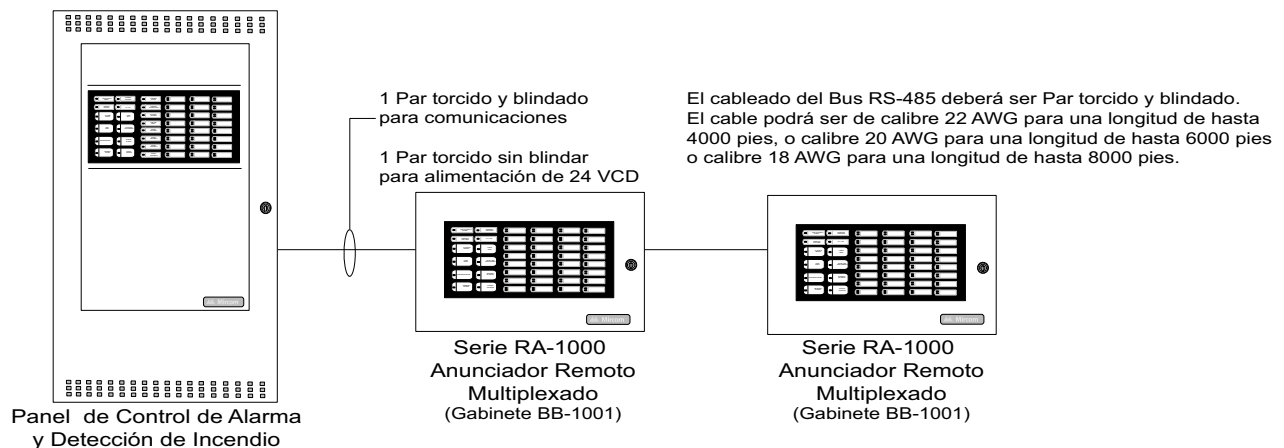 1 Par torcido y blindado
para comunicaciones
1 Par torcido sin blindar
para alimentación de 24 VCD
El cableado del Bus RS-485 deberá ser Par torcido y blindado.
El cable podrá ser de calibre 22 AWG para una longitud de hasta
4000 pies, o calibre 20 AWG para una longitud de hasta 6000 pies
o calibre 18 AWG para una longitud de hasta 8000 pies.
Mircom
Mircom
Mircom
Panel de Control de Alarma
y Detección de Incendio
Serie RA-1000
Anunciador Remoto
Multiplexado
(Gabinete BB-1001)
Serie RA-1000
Anunciador Remoto
Multiplexado
(Gabinete BB-1001)